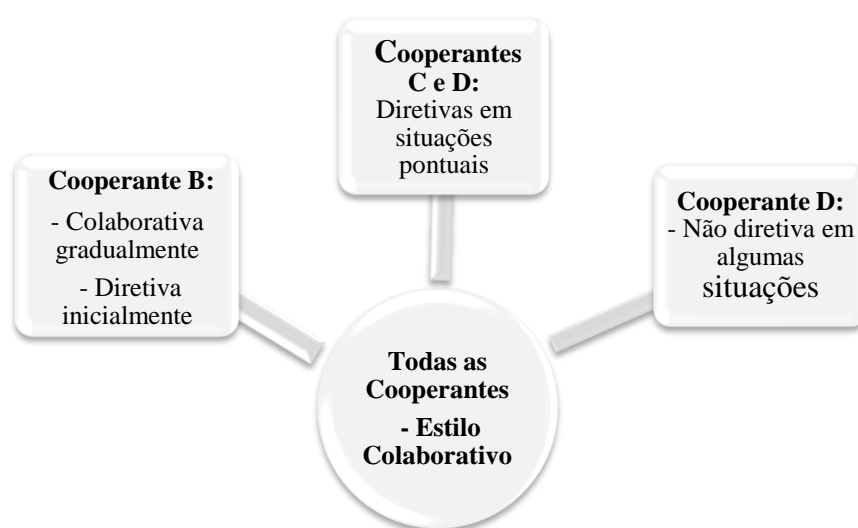 Cooperantes
C e D:
Diretivas em
situações
pontuais
Cooperante B:
- Colaborativa
gradualmente
- Diretiva
inicialmente
Cooperante D:
- Não diretiva em
algumas
situações
Todas as
Cooperantes
- Estilo
Colaborativo